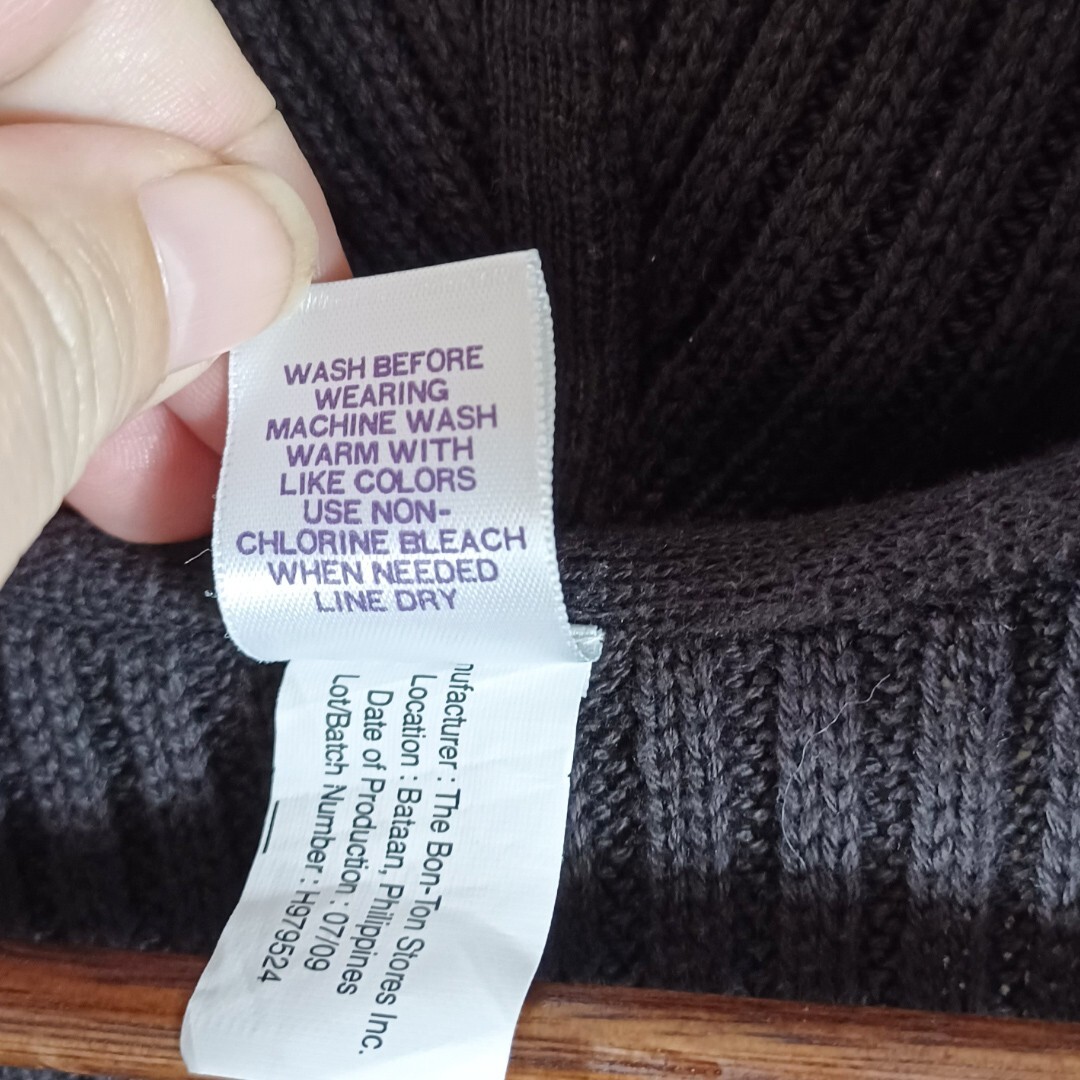 WASH BEFORE
WEARING
MACHINE WASH
WARM WITH
LIKE COLORS
USE NON-
CHLORINE BLEACH
WHEN NEEDED
LINE DRY
nufacturer : The Bon-Ton Stores Inc.
Location : Bataan, Philippines
Date of Production : 07/09
Lot/Batch Number : H979524